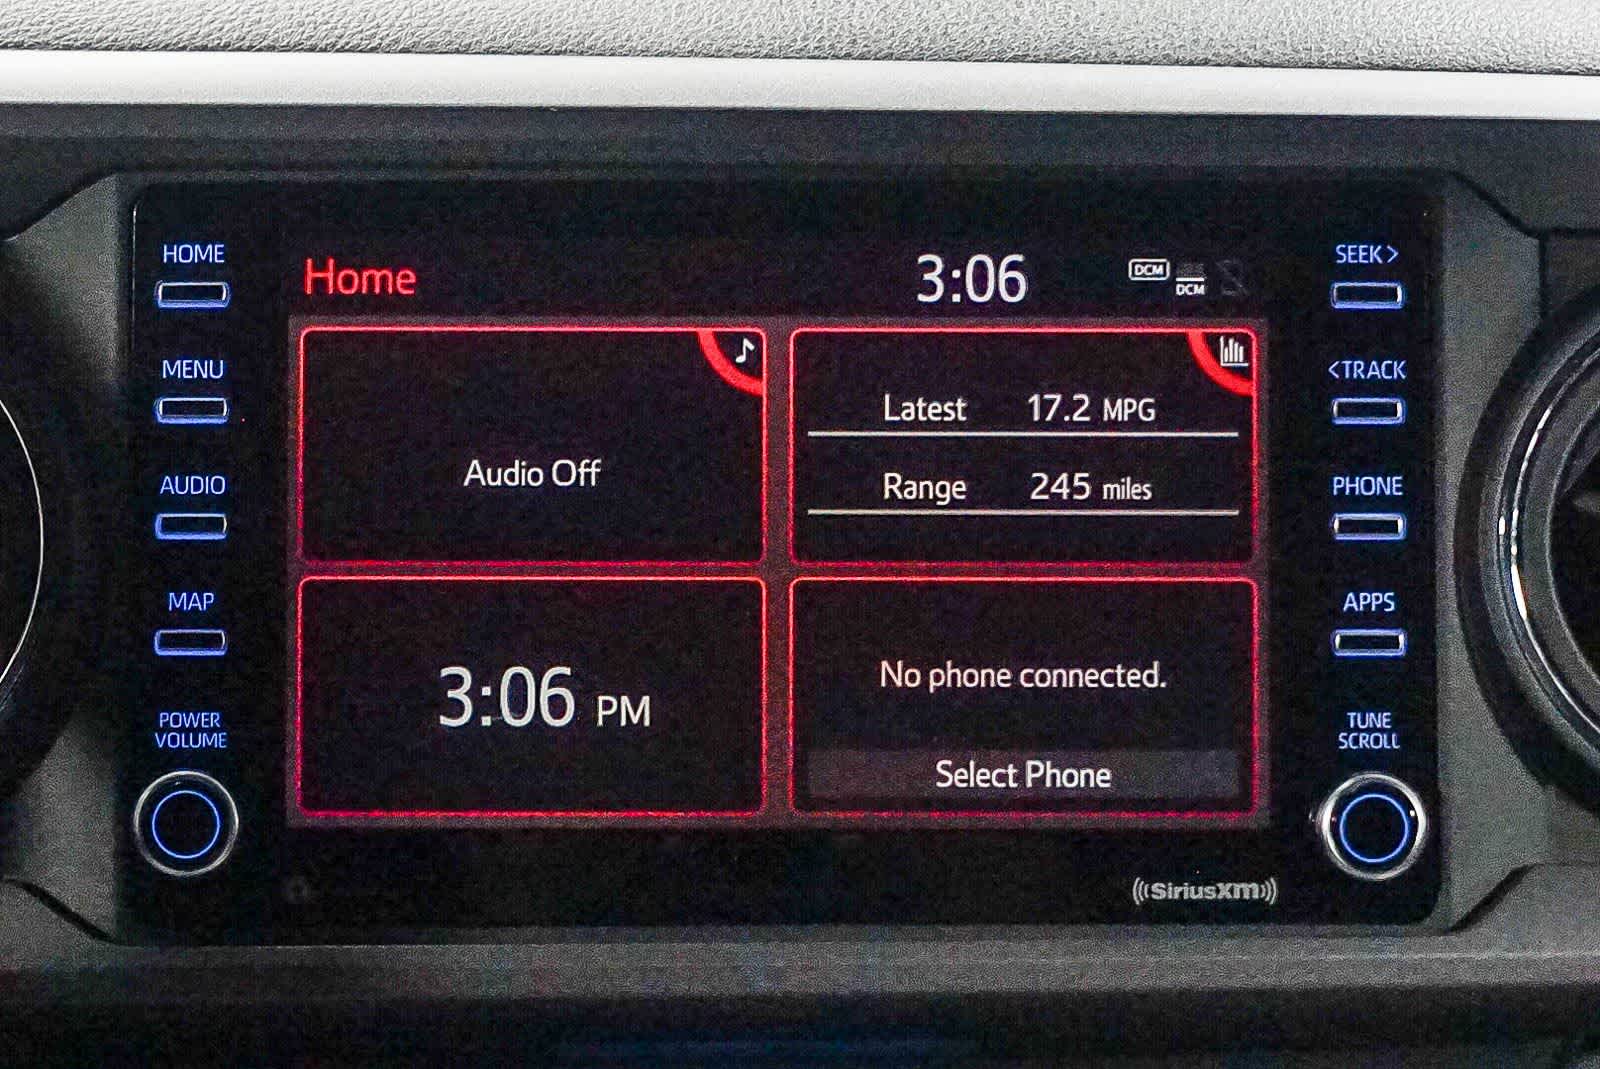 HOME
MENU
AUDIO
MAP
POWER
VOLUME
Home
3:06
DCM
DCM
Audio Off
Latest 17.2 MPG
Range 245 miles
3:06 PM
No phone connected.
Select Phone
SEEK >
<TRACK
PHONE
APPS
TUNE
SCROLL
((SiriusXM))